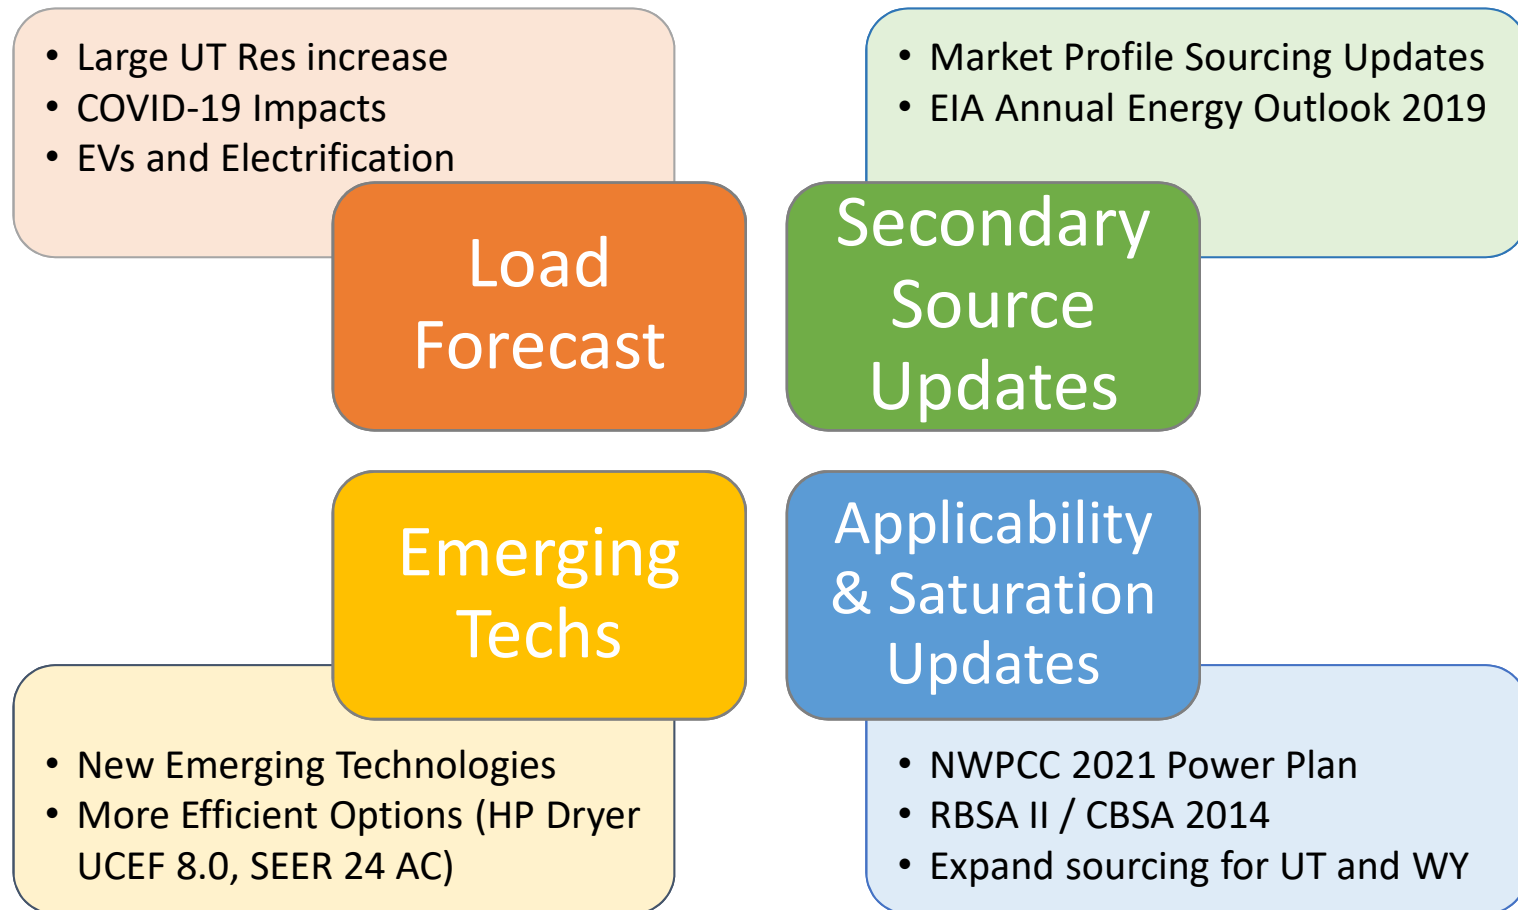 • Large UT Res increase
• COVID-19 Impacts
• EVs and Electrification
Load
Forecast
• Market Profile Sourcing Updates
• EIA Annual Energy Outlook 2019
Secondary
Source
Updates
Emerging
Techs
• New Emerging Technologies
• More Efficient Options (HP Dryer
UCEF 8.0, SEER 24 AC)
Applicability
& Saturation
Updates
• NWPCC 2021 Power Plan
• RBSA II / CBSA 2014
• Expand sourcing for UT and WY